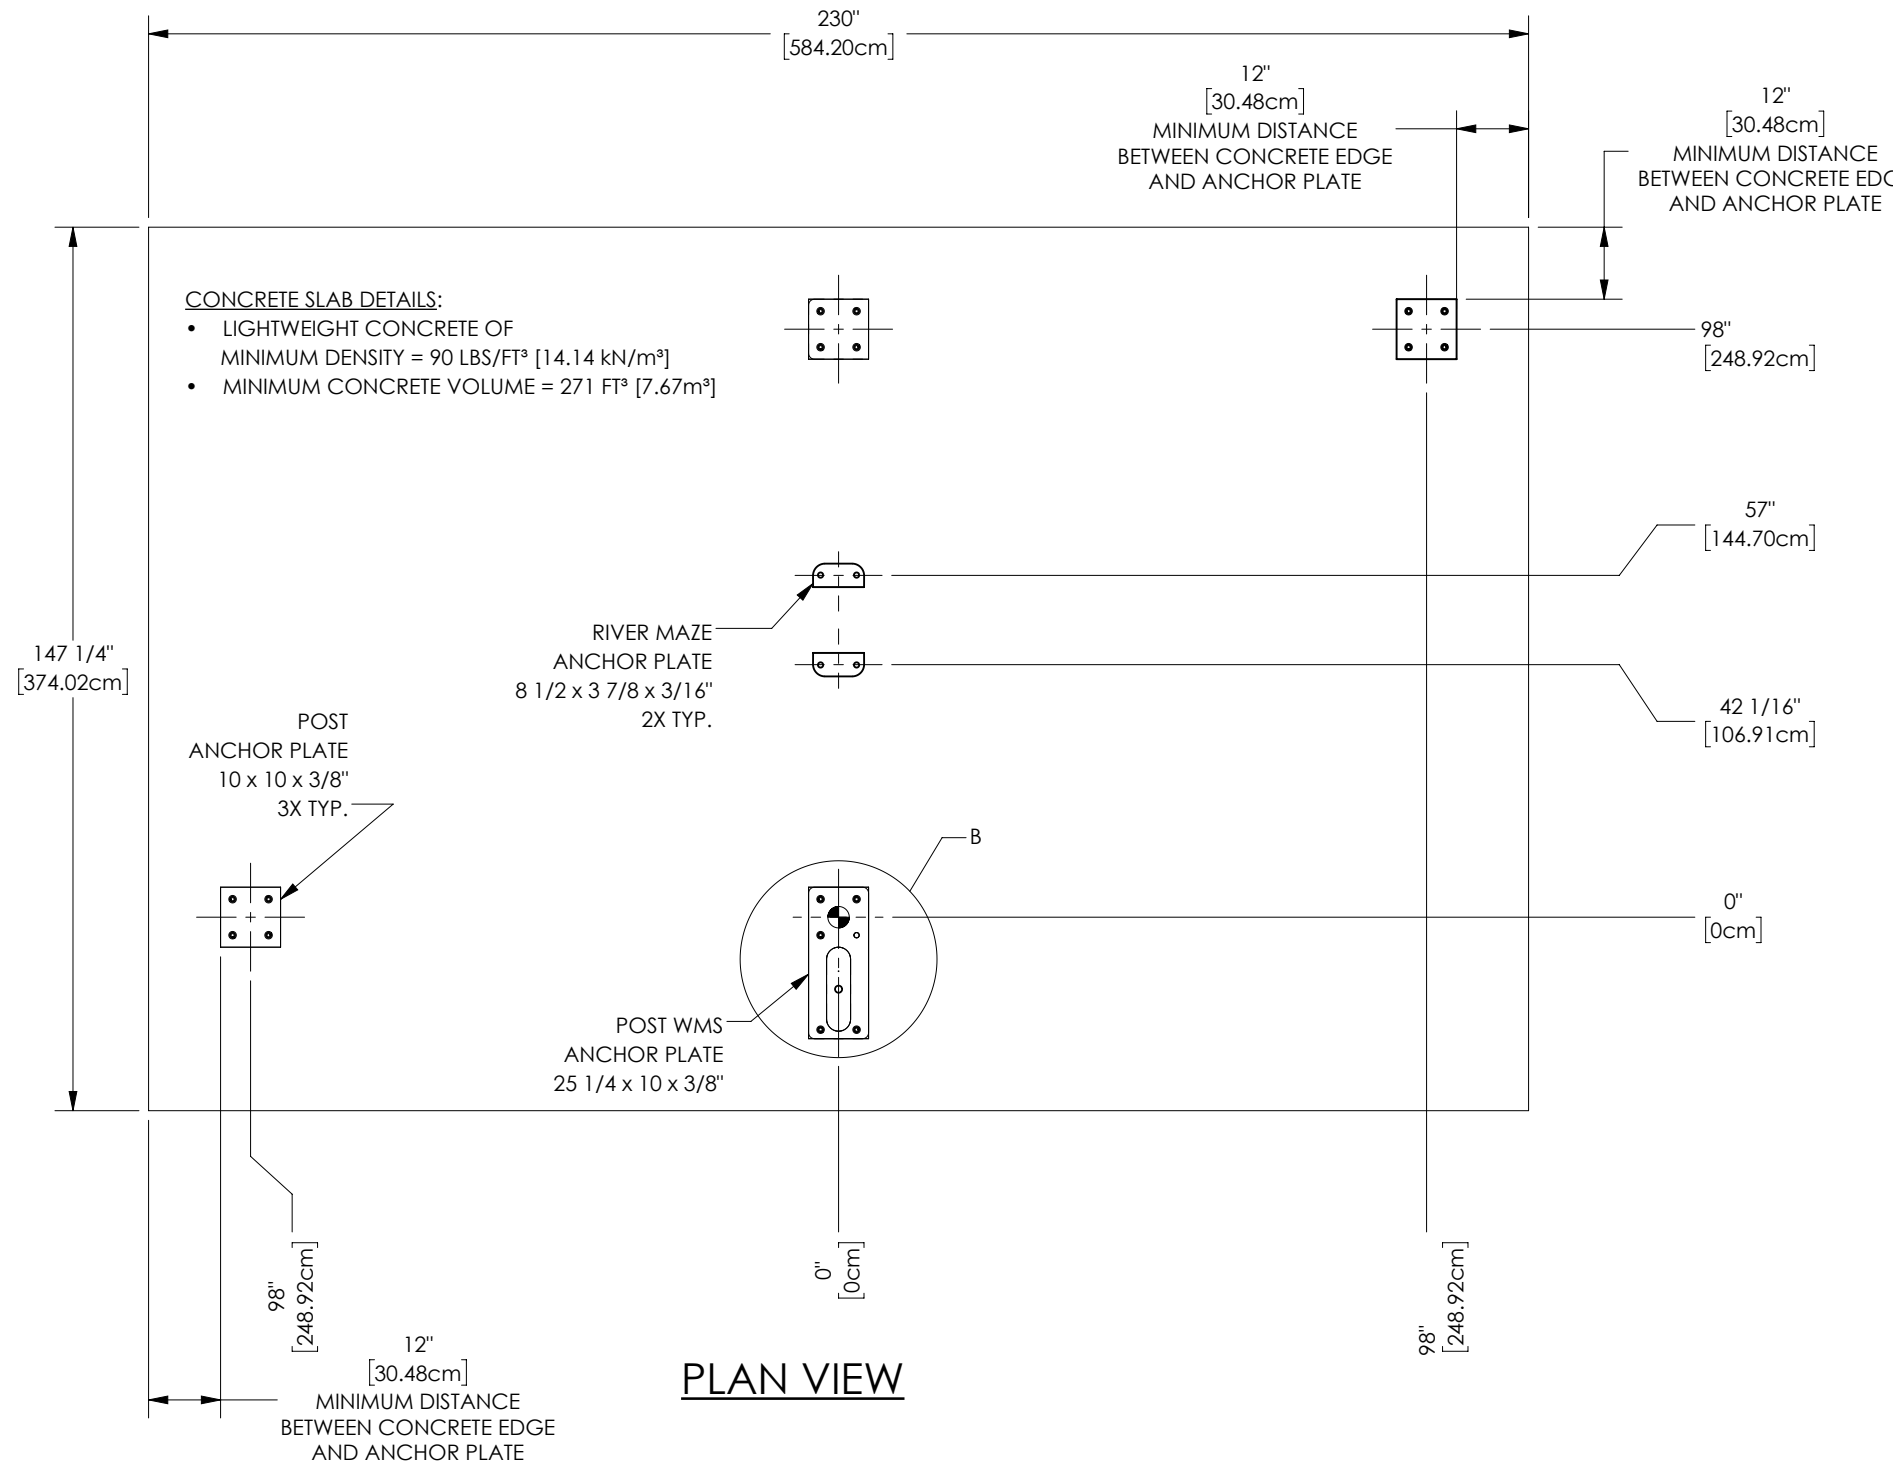 230"
[584.20cm]
12"
[30.48cm]
MINIMUM DISTANCE
BETWEEN CONCRETE EDGE
AND ANCHOR PLATE
12"
[30.48cm]
MINIMUM DISTANCE
BETWEEN CONCRETE
AND ANCHOR PLATE
CONCRETE SLAB DETAILS:
• LIGHTWEIGHT CONCRETE OF
MINIMUM DENSITY = 90 LBS/FT³ [14.14 kN/m³]
• MINIMUM CONCRETE VOLUME = 271 FT³ [7.67m³]
98"
[248.92cm]
57"
[144.70cm]
RIVER MAZE
ANCHOR PLATE
8 1/2 x 3 7/8 x 3/16"
2X TYP.
147 1/4"
[374.02cm]
42 1/16"
[106.91cm]
POST
ANCHOR PLATE
10 x 10 x 3/8"
3X TYP.
B
0"
[0cm]
POST WMS
ANCHOR PLATE
25 1/4 x 10 x 3/8"
98"
[248.92cm]
0"
[0cm]
98"
[248.92cm]
12"
[30.48cm]
MINIMUM DISTANCE
BETWEEN CONCRETE EDGE
AND ANCHOR PLATE
PLAN VIEW